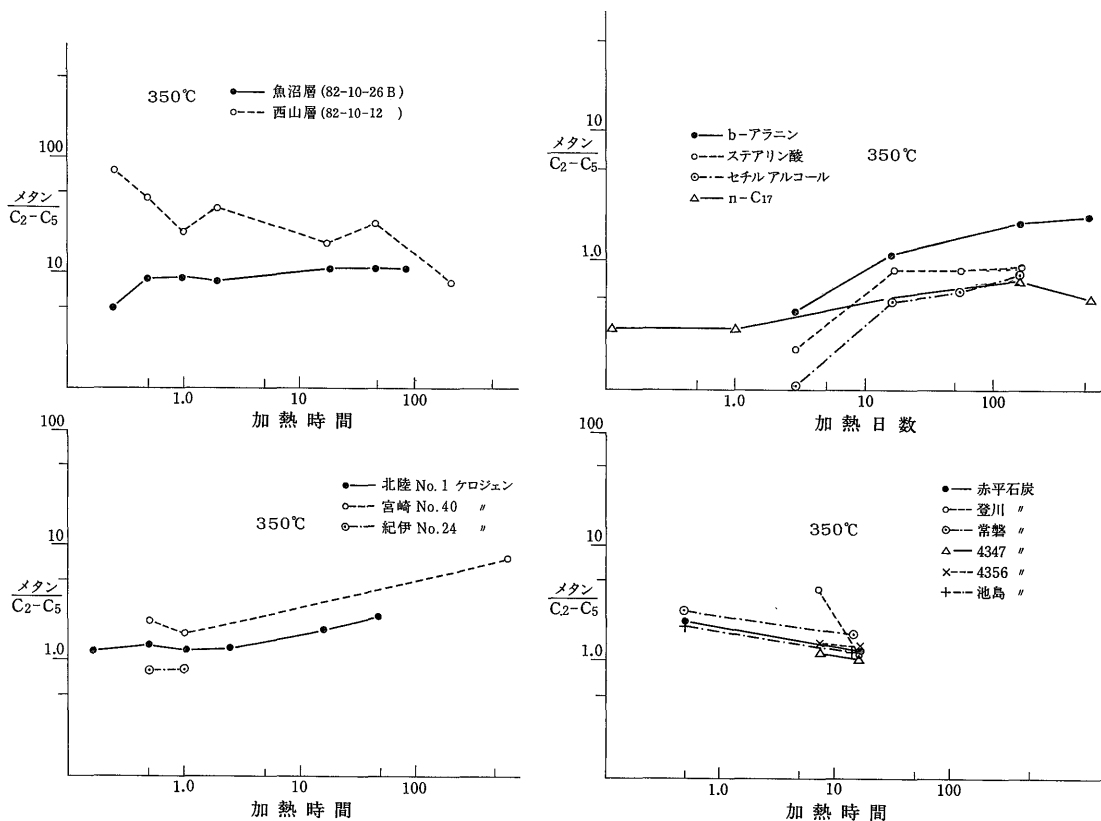 350℃
魚沼層(82-10-26B)
西山層(82-10-12 )
100
メタン
C2-C5
10
1.0
10
100
加熱時間
b-アラニン
ステアリン酸
セチルアルコール
n-C17
350℃
10
メタン
C2-C5
5
1.0
1.0
10
100
加熱日数
100
北陸 No.1 ケロジェン
宮崎 No.40 〃
紀伊 No.24 〃
350℃
10
メタン
C2-C5
1.0
1.0
10
100
加熱時間
100
赤平石炭
登川 〃
常磐 〃
4347 〃
4356 〃
池島 〃
350℃
10
メタン
C2-C5
1.0
1.0
10
100
加熱時間